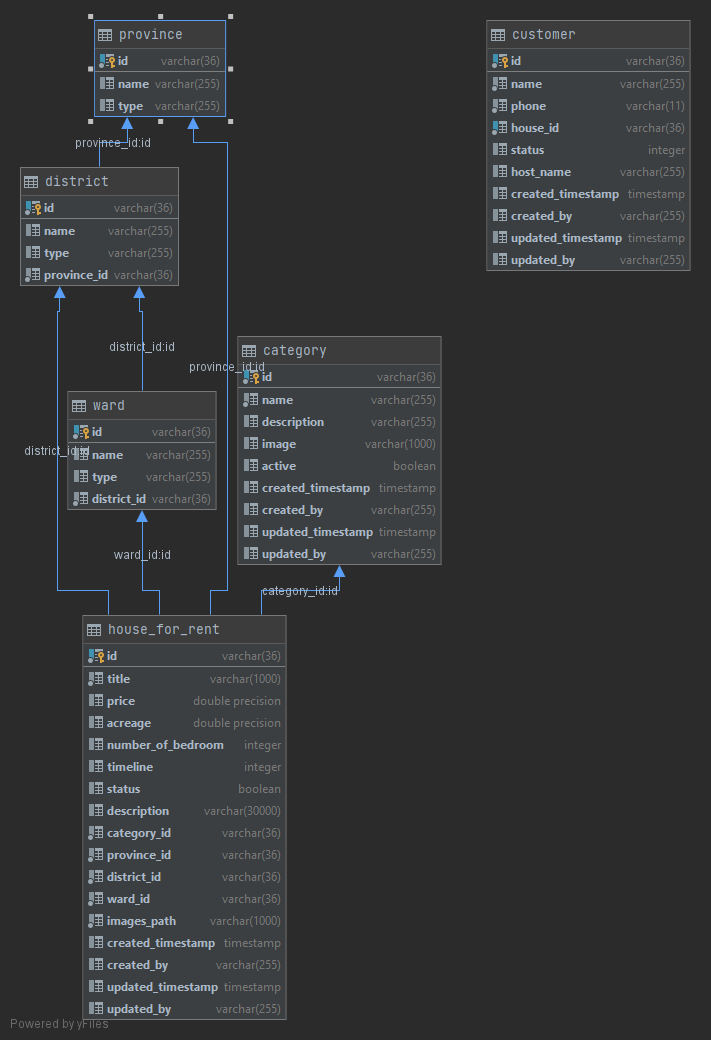 province
id varchar(36)
name varchar(255)
type varchar(255)
customer
id varchar(36)
name varchar(255)
phone varchar(11)
house_id varchar(36)
status integer
host_name varchar(255)
created_timestamp timestamp
created_by varchar(255)
updated_timestamp timestamp
updated_by varchar(255)
province_id:id
district
id varchar(36)
name varchar(255)
type varchar(255)
province_id varchar(36)
district_id:id
province_id:id
category
id varchar(36)
name varchar(255)
description varchar(255)
image varchar(1000)
active boolean
created_timestamp timestamp
created_by varchar(255)
updated_timestamp timestamp
updated_by varchar(255)
ward
id varchar(36)
name varchar(255)
type varchar(255)
district_id varchar(36)
district_id:id
ward_id:id
category_id:id
house_for_rent
id varchar(36)
title varchar(1000)
price double precision
acreage double precision
number_of_bedroom integer
timeline integer
status boolean
description varchar(30000)
category_id varchar(36)
province_id varchar(36)
district_id varchar(36)
ward_id varchar(36)
images_path varchar(1000)
created_timestamp timestamp
created_by varchar(255)
updated_timestamp timestamp
updated_by varchar(255)
Powered by yFiles